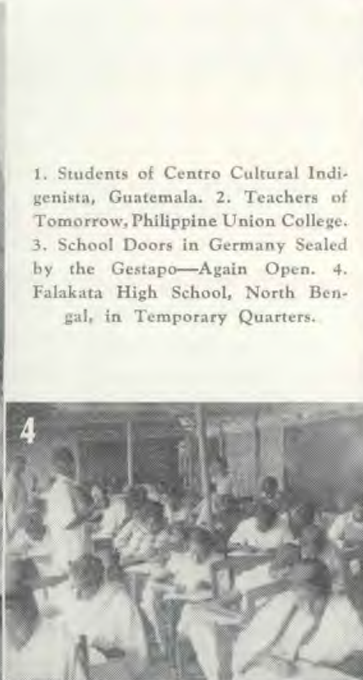 1. Students of Centro Cultural Indi-
genista, Guatemala. 2. Teachers of
Tomorrow, Philippine Union College.
3. School Doors in Germany Sealed
by the Gestapo—Again Open. 4.
Falakata High School, North Ben-
gal, in Temporary Quarters.
4